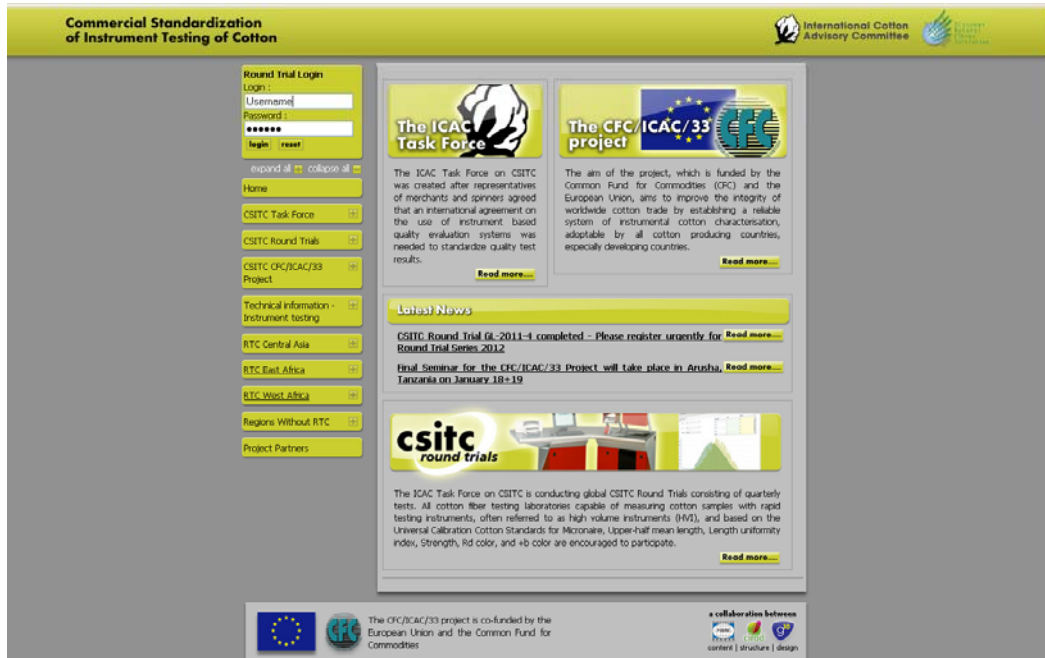 Commercial Standardization
of Instrument Testing of Cotton
International Cotton
Advisory Committee
Round Trial Login
Login :
Username
Password :
login reset
expand all collapse all
Home
CSITC Task Force
CSITC Round Trials
CSITC CFC/ICAC/33
Project
Technical information -
Instrument testing
RTC Central Asia
RTC East Africa
RTC West Africa
Regions Without RTC
Project Partners
The ICAC
Task Force
The ICAC Task Force on CSITC
was created after representatives
of merchants and spinners agreed
that an international agreement on
the use of instrument based
quality evaluation systems was
needed to standardize quality test
results.
Read more....
The CFC/ICAC/33
project
CFC
The aim of the project, which is funded by the
Common Fund for Commodities (CFC) and the
European Union, aims to improve the integrity of
worldwide cotton trade by establishing a reliable
system of instrumental cotton characterisation,
adoptable by all cotton producing countries,
especially developing countries.
Read more....
Latest News
CSITC Round Trial GL-2011-4 completed - Please register urgently for Read more....
Round Trial Series 2012
Final Seminar for the CFC/ICAC/33 Project will take place in Arusha, Read more....
Tanzania on January 18+19
csitc
round trials
The ICAC Task Force on CSITC is conducting global CSITC Round Trials consisting of quarterly
tests. All cotton fiber testing laboratories capable of measuring cotton samples with rapid
testing instruments, often referred to as high volume instruments (HVI), and based on the
Universal Calibration Cotton Standards for Micronaire, Upper-half mean length, Length uniformity
index, Strength, Rd color, and +b color are encouraged to participate.
Read more....
CFC
The CFC/ICAC/33 project is co-funded by the
European Union and the Common Fund for
Commodities
a collaboration between
cirad
content | structure | design